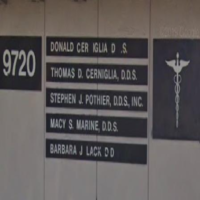 9720
DONALD CER IGLIA D .S.
THOMAS D. CERNIGLIA, D.D.S.
STEPHEN J. POTHIER, D.D.S, INC.
MACY S. MARINE, D.D.S.
BARBARA J LACK D D